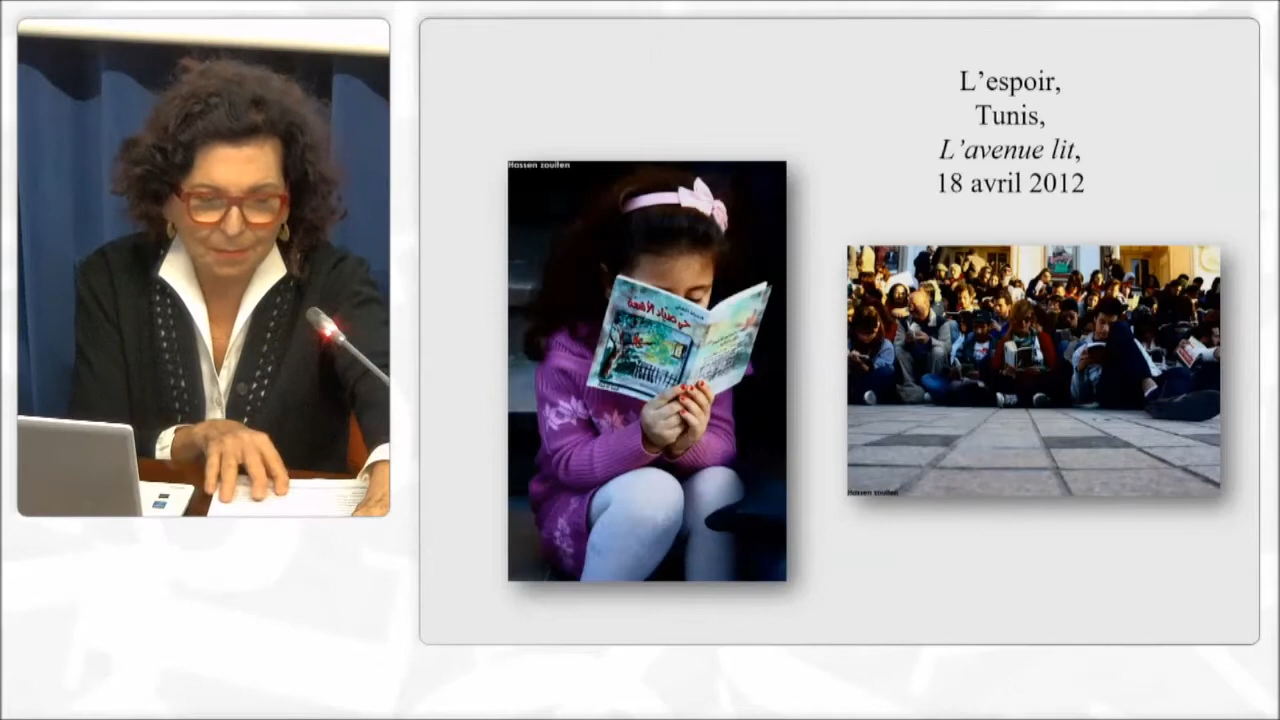 L'espoir,
Tunis,
L'avenue lit,
18 avril 2012
Hassen zouiten
Hassen zouiten